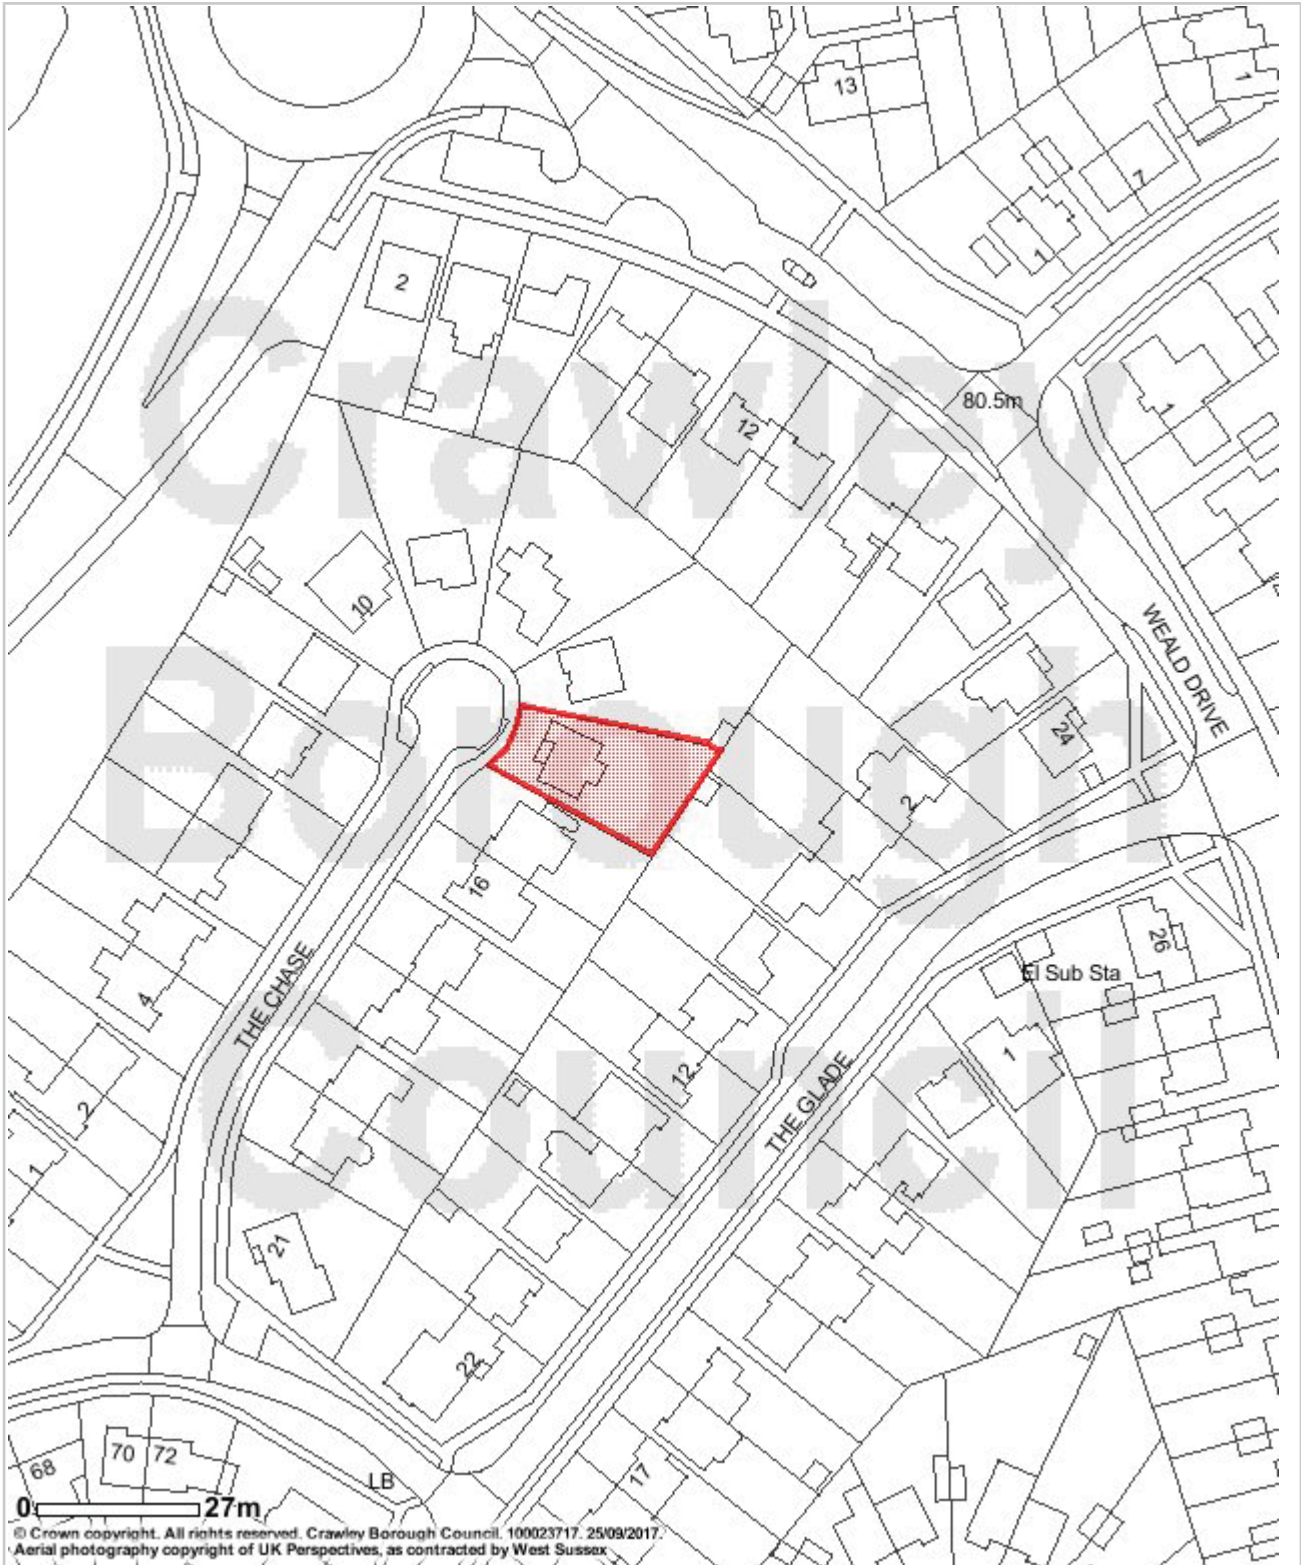 13
1
7
1
2
1
80.5m
12
10
WEALD DRIVE
24
2
16
26
El Sub Sta
4
THE CHASE
1
12
2
THE GLADE
1
21
22
70 72
68
17
LB
0 27m
© Crown copyright. All rights reserved. Crawley Borough Council. 100023717. 25/09/2017.
Aerial photography copyright of UK Perspectives, as contracted by West Sussex
Crawley
Borough
Council